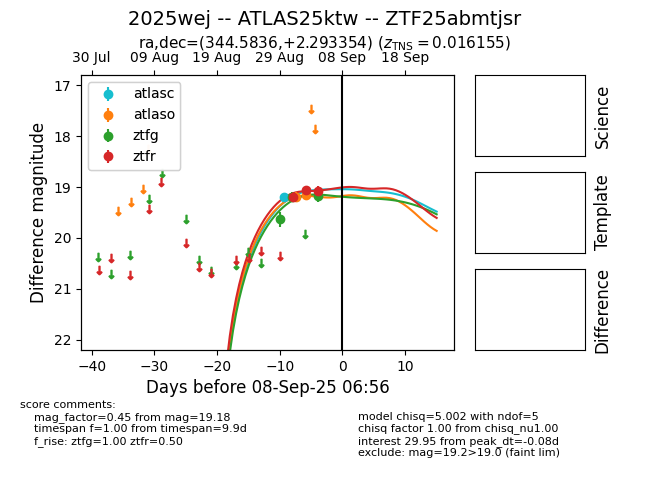 2025wej -- ATLAS25ktw -- ZTF25abmtjsr
ra,dec=(344.5836,+2.293354) (zTNS = 0.016155)
30 Jul 09 Aug 19 Aug 29 Aug 08 Sep 18 Sep
17
18
19
20
21
22
Difference magnitude
atlasc
atlaso
ztfg
ztfr
−40 −30 −20 −10 0 10
Days before 08-Sep-25 06:56
Science
Template
Difference
score comments:
mag_factor=0.45 from mag=19.18
timespan f=1.00 from timespan=9.9d
f_rise: ztfg=1.00 ztfr=0.50
model chisq=5.002 with ndof=5
chisq factor 1.00 from chisq_nu1.00
interest 29.95 from peak_dt=-0.08d
exclude: mag=19.2>19.0 (faint lim)